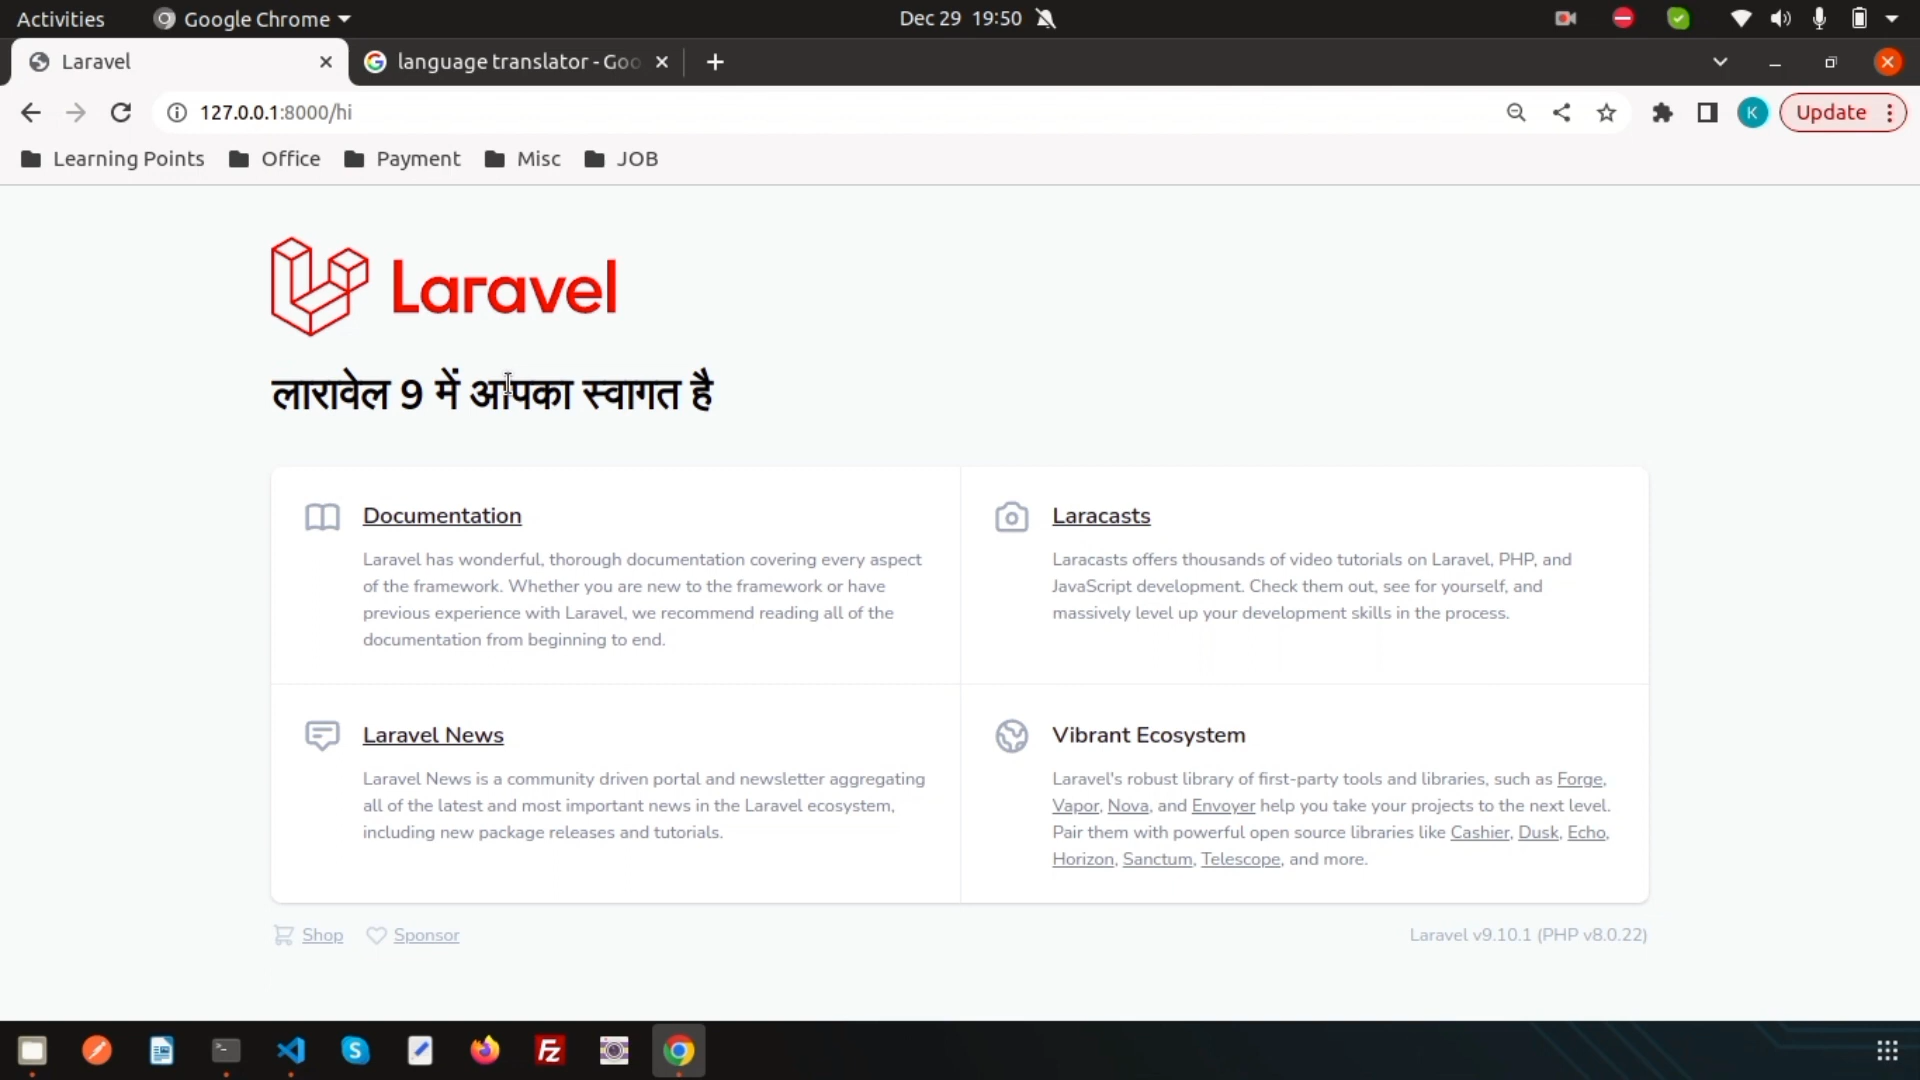 Activities
Google Chrome
Dec 29 19:50
Laravel
language translator - Goo
127.0.0.1:8000/hi
K
Update
Learning Points
Office
Payment
Misc
JOB
Laravel
लारावेल 9 में आपका स्वागत है
Documentation
Laravel has wonderful, thorough documentation covering every aspect
of the framework. Whether you are new to the framework or have
previous experience with Laravel, we recommend reading all of the
documentation from beginning to end.
Laracasts
Laracasts offers thousands of video tutorials on Laravel, PHP, and
JavaScript development. Check them out, see for yourself, and
massively level up your development skills in the process.
Laravel News
Laravel News is a community driven portal and newsletter aggregating
all of the latest and most important news in the Laravel ecosystem,
including new package releases and tutorials.
Vibrant Ecosystem
Laravel's robust library of first-party tools and libraries, such as Forge,
Vapor, Nova, and Envoyer help you take your projects to the next level.
Pair them with powerful open source libraries like Cashier, Dusk, Echo,
Horizon, Sanctum, Telescope, and more.
Shop
Sponsor
Laravel v9.10.1 (PHP v8.0.22)